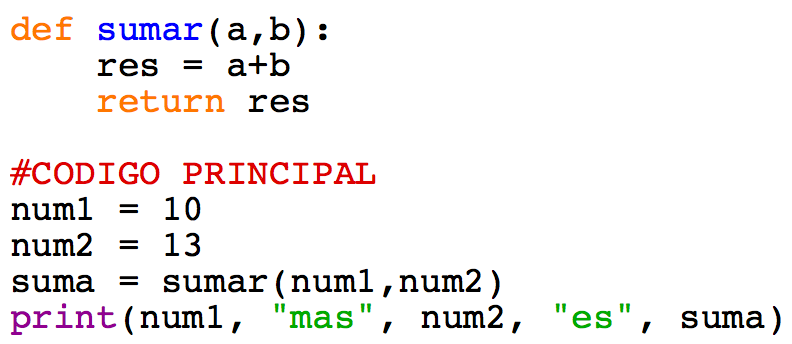 def sumar(a,b):
    res = a+b
    return res

#CODIGO PRINCIPAL
num1 = 10
num2 = 13
suma = sumar(num1,num2)
print(num1, "mas", num2, "es", suma)